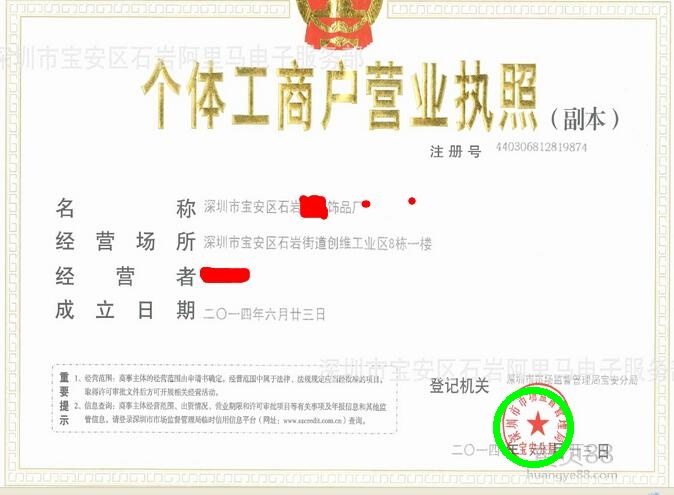 深圳市宝安区石岩阿里马电子服务部
个体工商户营业执照（副本）
注册号 440306812819874
名称 深圳市宝安区石岩 饰品厂
经营场所 深圳市宝安区石岩街道创维工业区8栋一楼
经营者
成立日期 二〇一四年六月廿三日
深圳市宝安区石岩阿里马电子服务
重要提示
1、经营范围：商事主体的经营范围由申请书确定。经营范围中属于法律、法规规定应当经批准的项目，
取得许可审批文件后方可开展相关经营活动。
2、信息查询：商事主体经营范围、出资情况、营业期限和许可审批项目等有关事项及年报信息和其他监
管信息，请登录深圳市市场监督管理局商事主体信用信息公示平台（网址：www.szcredit.com.cn）查询。
登记机关 深圳市市场监督管理局宝安分局
深圳市市场监督管理局
宝安分局
二〇一四年 月廿三日
huangye88.com